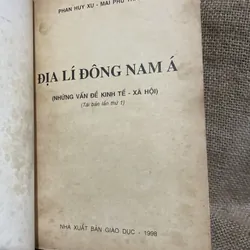 PHAN HUY XU - MAI PHÚ
ĐỊA LÍ ĐÔNG NAM Á
(NHỮNG VẤN ĐỀ KINH TẾ - XÃ HỘI)
(Tái bản lần thứ 1)
NHÀ XUẤT BẢN GIÁO DỤC - 1998